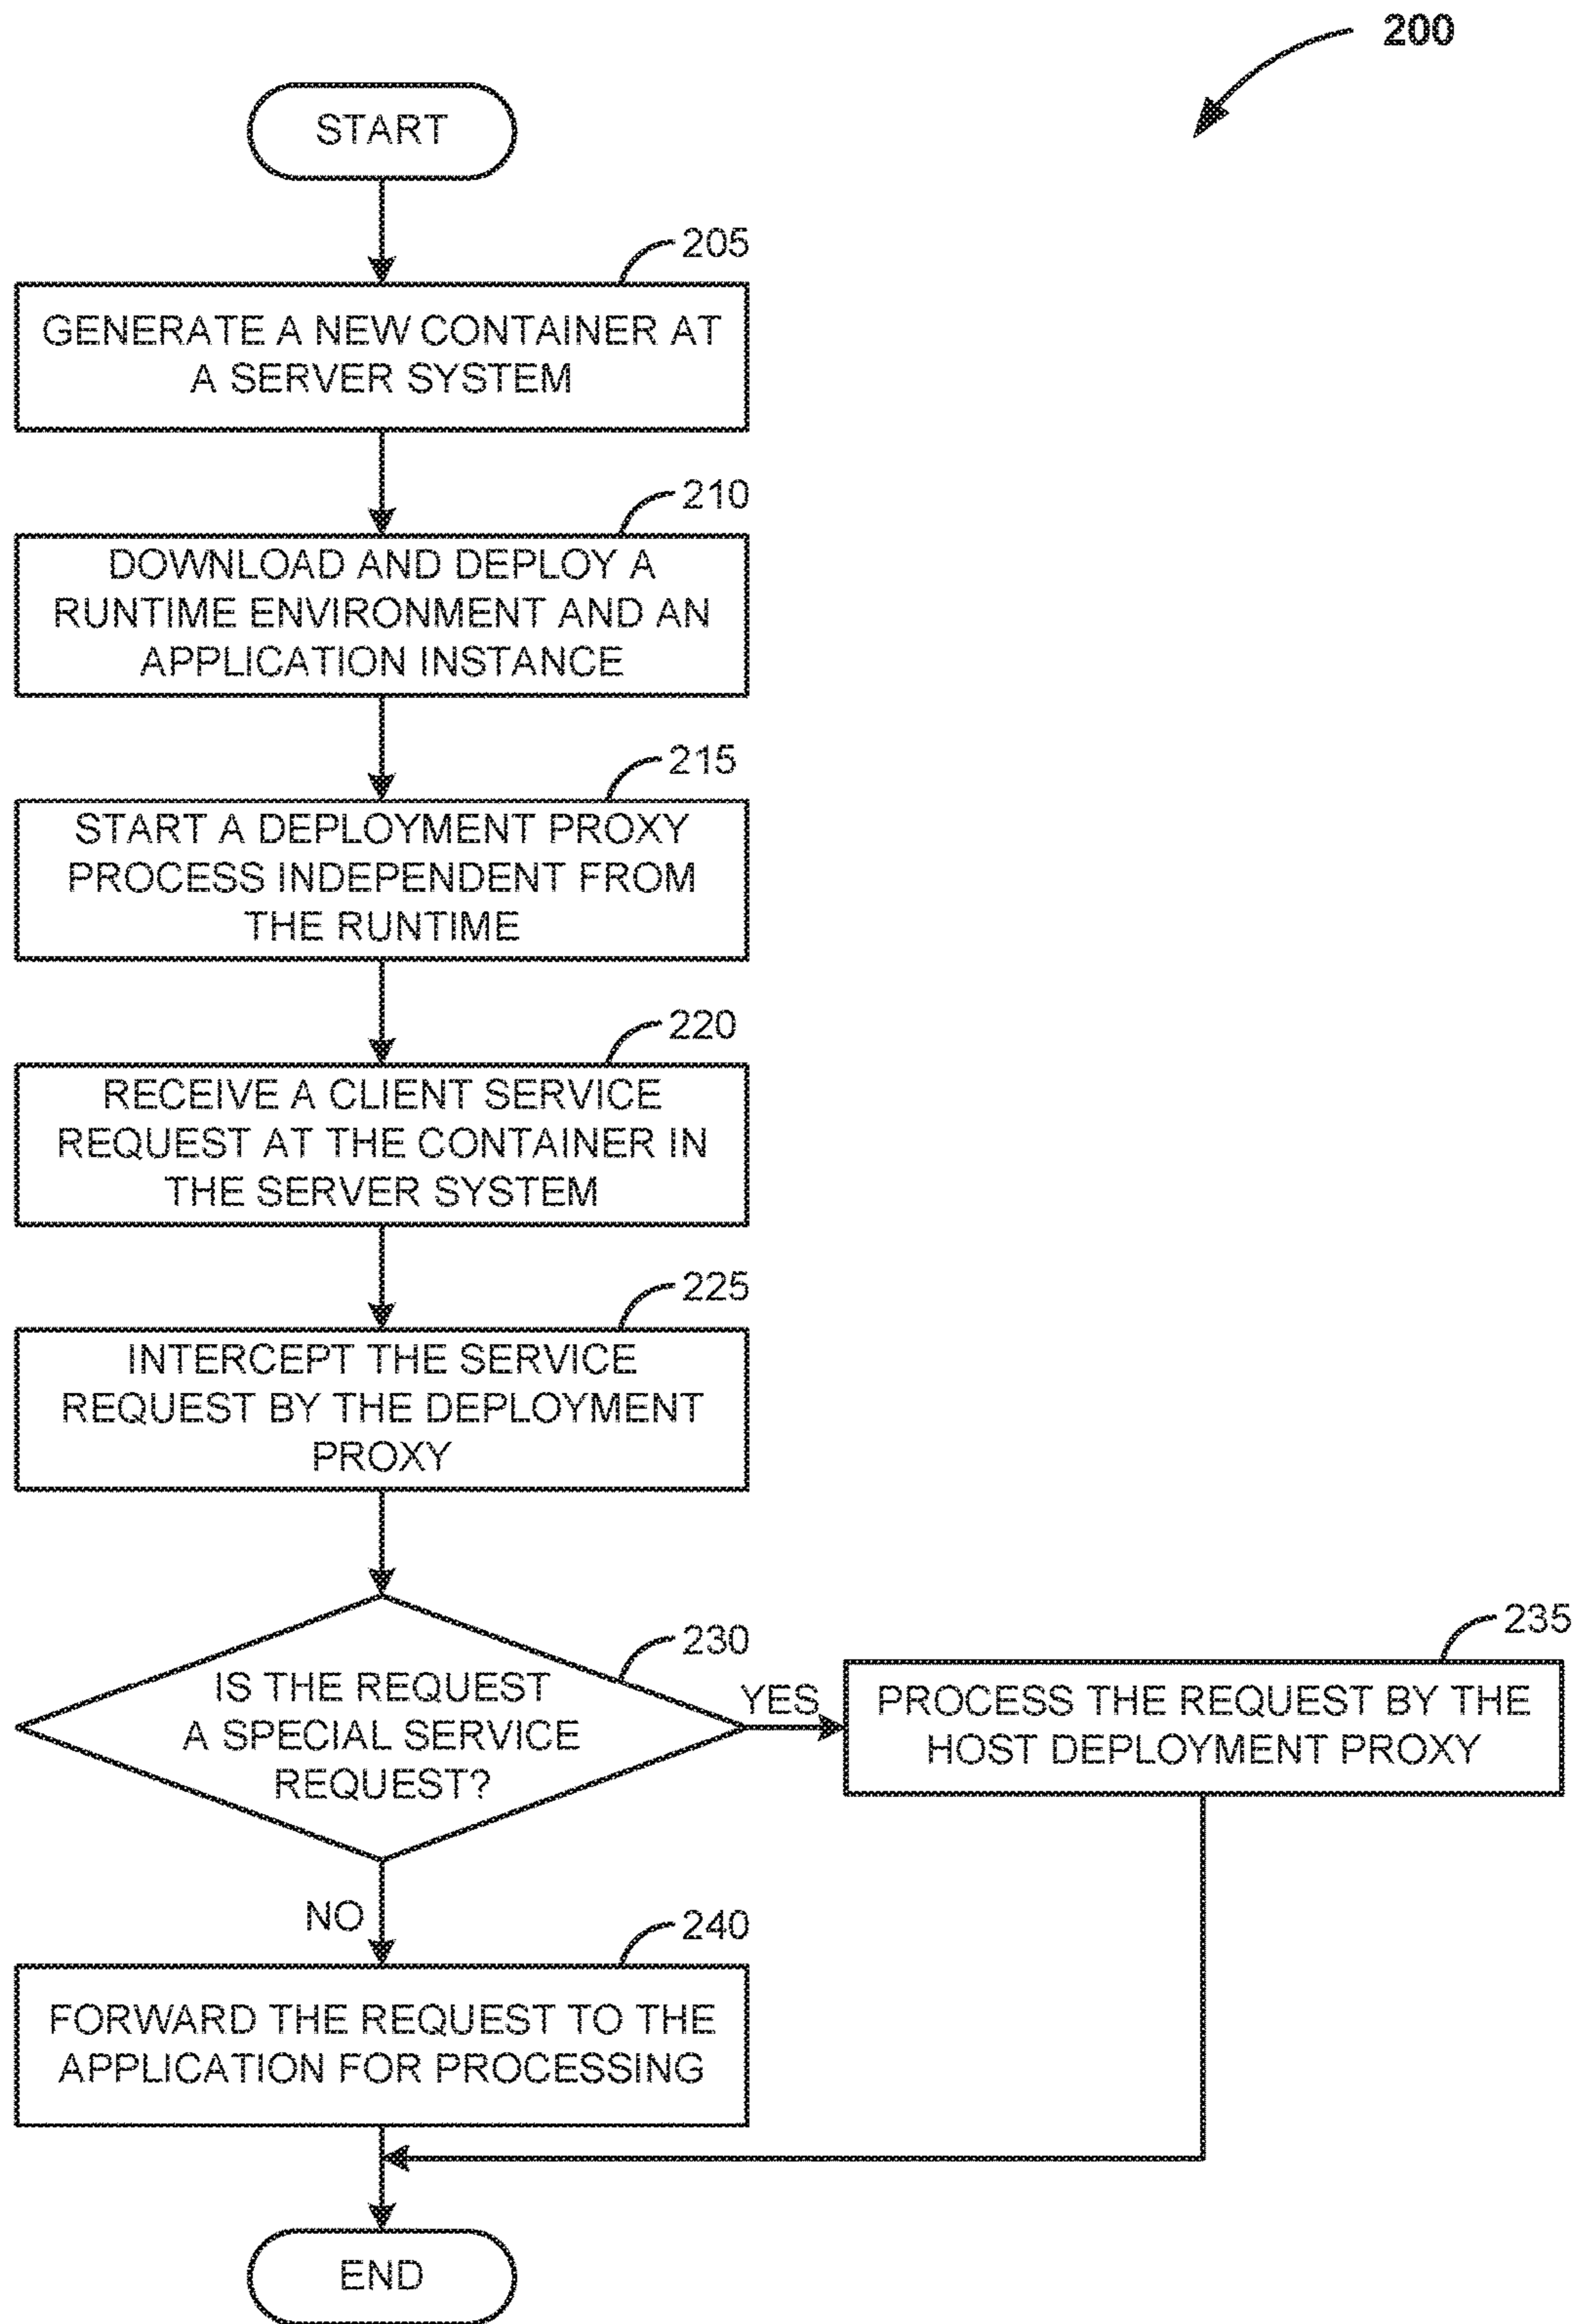 200
START
205
GENERATE A NEW CONTAINER AT
A SERVER SYSTEM
210
DOWNLOAD AND DEPLOY A
RUNTIME ENVIRONMENT AND AN
APPLICATION INSTANCE
215
START A DEPLOYMENT PROXY
PROCESS INDEPENDENT FROM
THE RUNTIME
220
RECEIVE A CLIENT SERVICE
REQUEST AT THE CONTAINER IN
THE SERVER SYSTEM
225
INTERCEPT THE SERVICE
REQUEST BY THE DEPLOYMENT
PROXY
230
IS THE REQUEST
A SPECIAL SERVICE
REQUEST?
YES
235
PROCESS THE REQUEST BY THE
HOST DEPLOYMENT PROXY
NO
240
FORWARD THE REQUEST TO THE
APPLICATION FOR PROCESSING
END